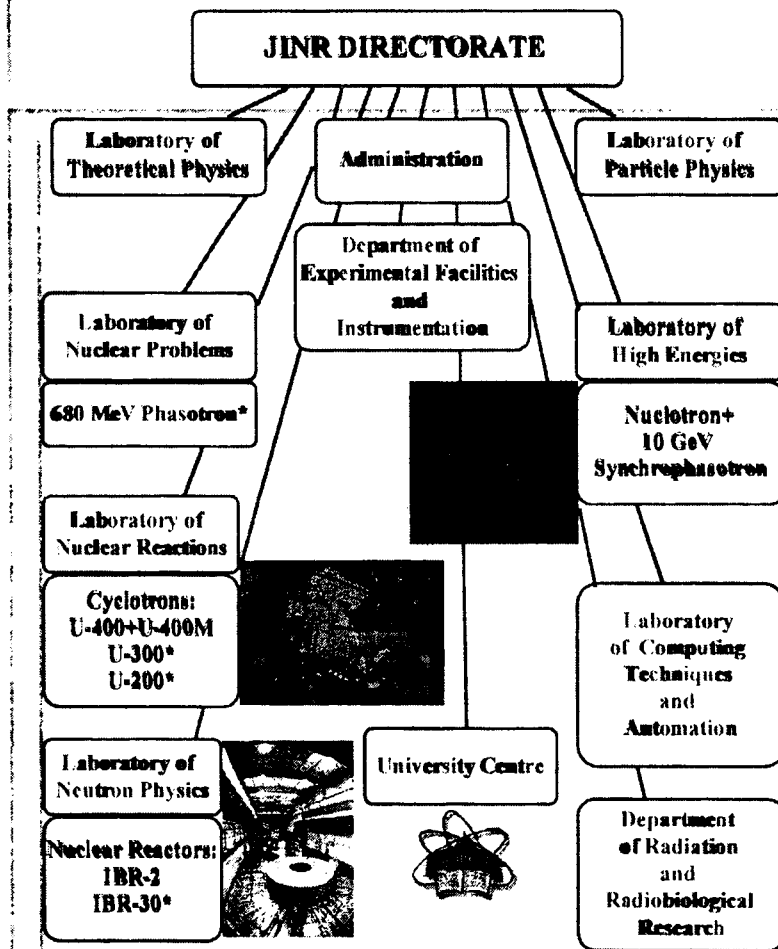 JINR DIRECTORATE
Laboratory of
Theoretical Physics
Administration
Laboratory of
Particle Physics
Department of
Experimental Facilities
and
Instrumentation
Laboratory of
Nuclear Problems
680 MeV Phasotron*
Laboratory of
High Energies
Nuclotron+
10 GeV
Synchrophasotron
Laboratory of
Nuclear Reactions
Cyclotrons:
U-400+U-400M
U-300*
U-200*
Laboratory
of Computing
Techniques
and
Automation
Laboratory of
Neutron Physics
Nuclear Reactors:
IBR-2
IBR-30*
University Centre
Department
of Radiation
and
Radiobiological
Research